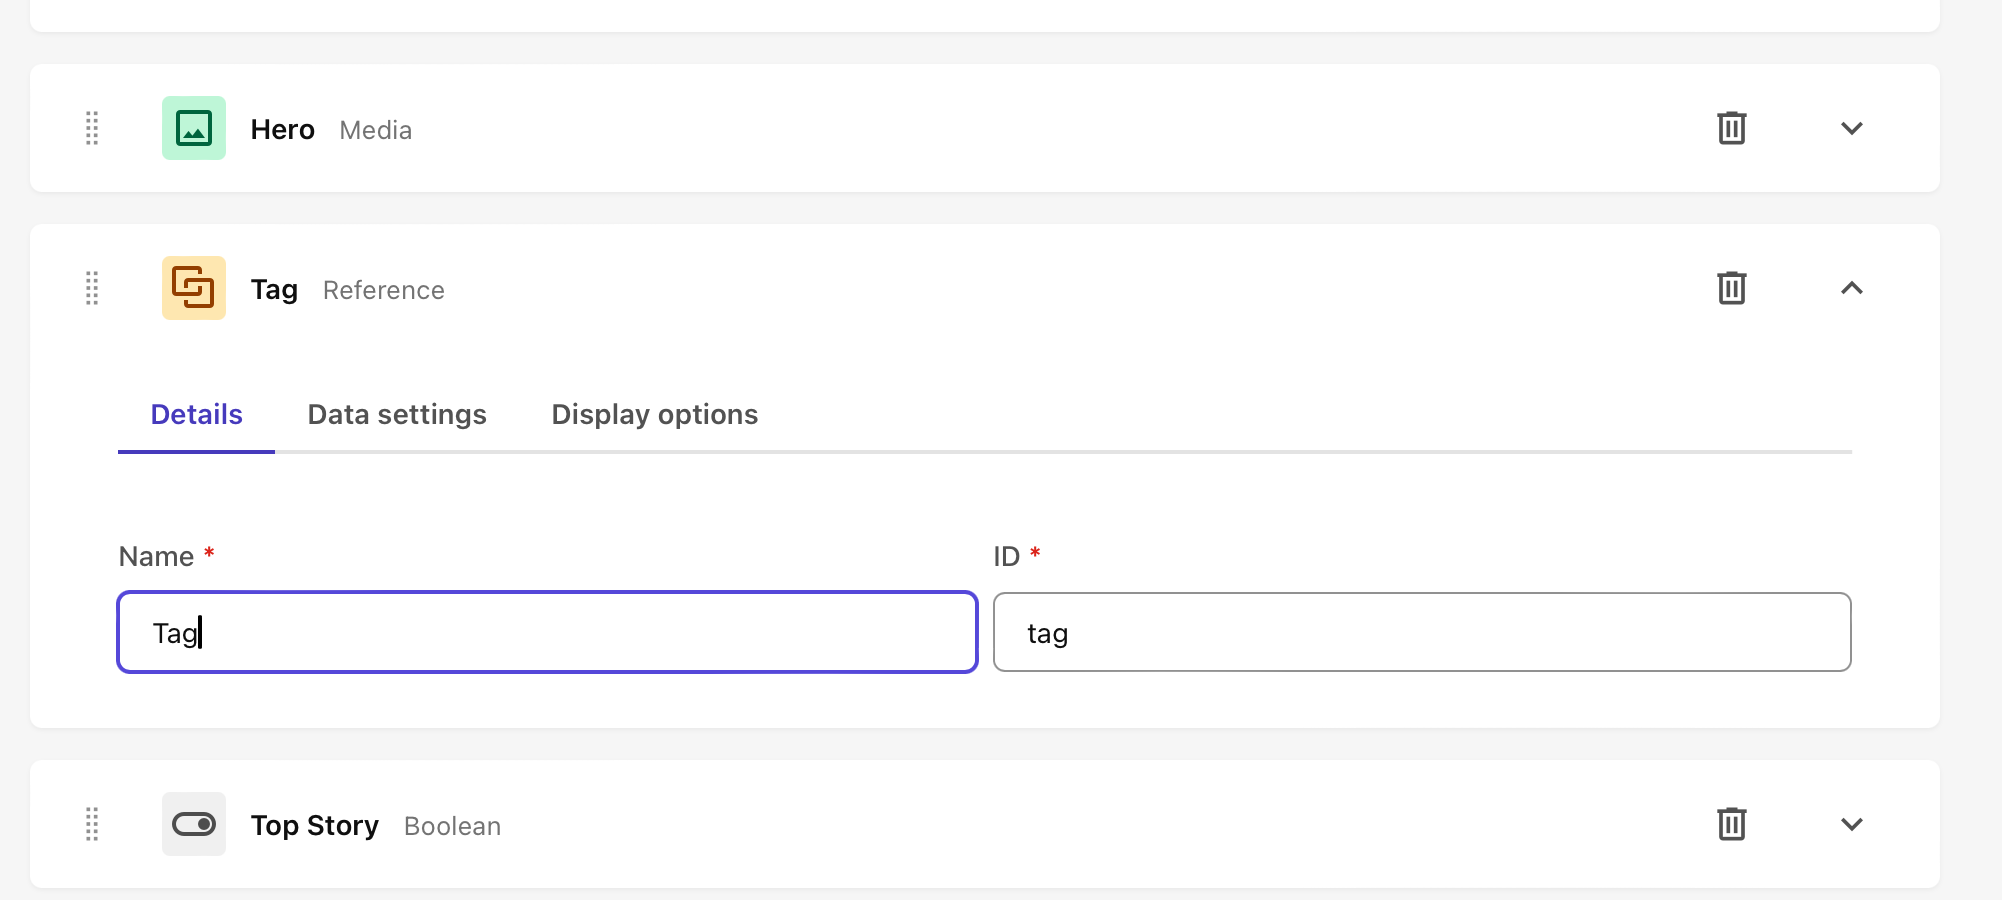 Hero Media
Tag Reference
Details Data settings Display options
Name * ID *
Tag tag
Top Story Boolean